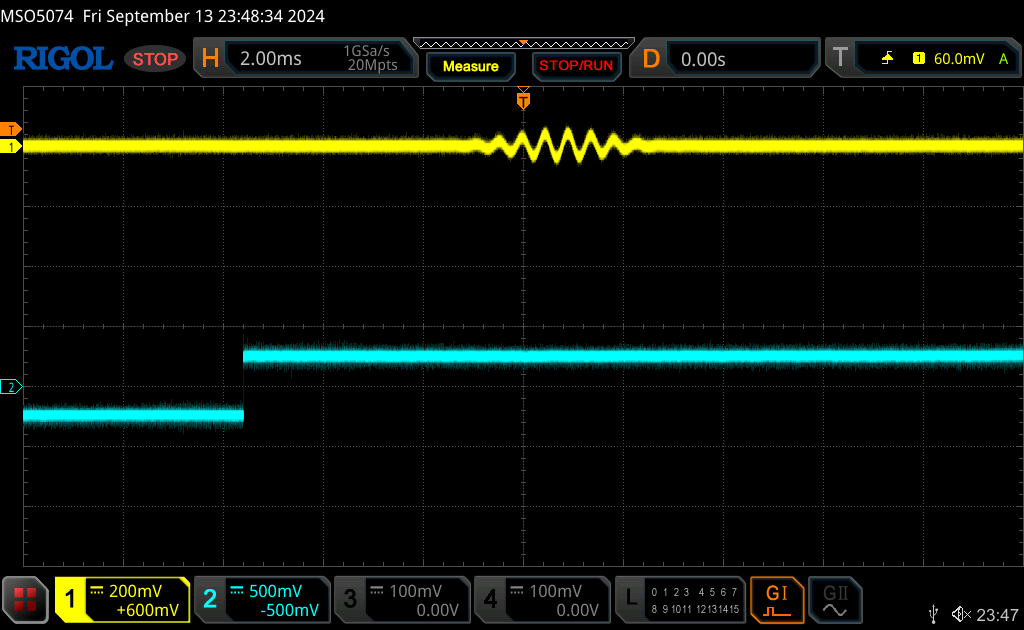 MSO5074 Fri September 13 23:48:34 2024
RIGOL STOP H 2.00ms 1GSa/s 20Mpts Measure STOP/RUN D 0.00s T 1 60.0mV A
T
T
1
2
1 200mV +600mV 2 500mV -500mV 3 100mV 0.00V 4 100mV 0.00V L 0 1 2 3 4 5 6 7 8 9 10 11 12 13 14 15 GI GII
23:47